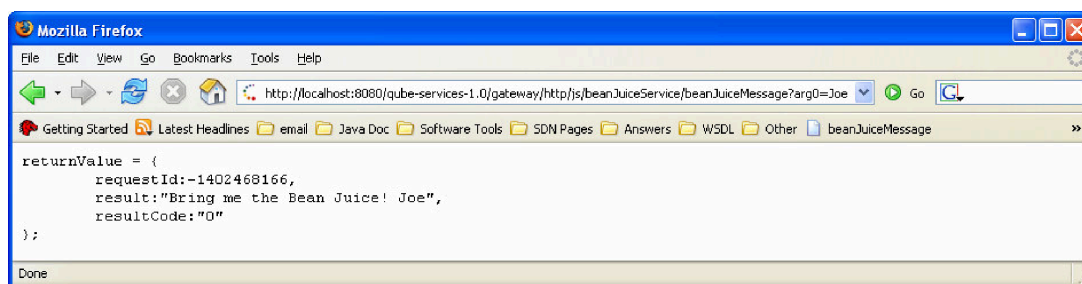 Mozilla Firefox
File Edit View Go Bookmarks Tools Help
http://localhost:8080/qube-services-1.0/gateway/http/js/beanJuiceService/beanJuiceMessage?arg0=Joe Go G
Getting Started Latest Headlines email Java Doc Software Tools SDN Pages Answers WSDL Other beanJuiceMessage »
returnValue = {
requestId:-1402468166,
result:"Bring me the Bean Juice! Joe",
resultCode:"0"
};
Done